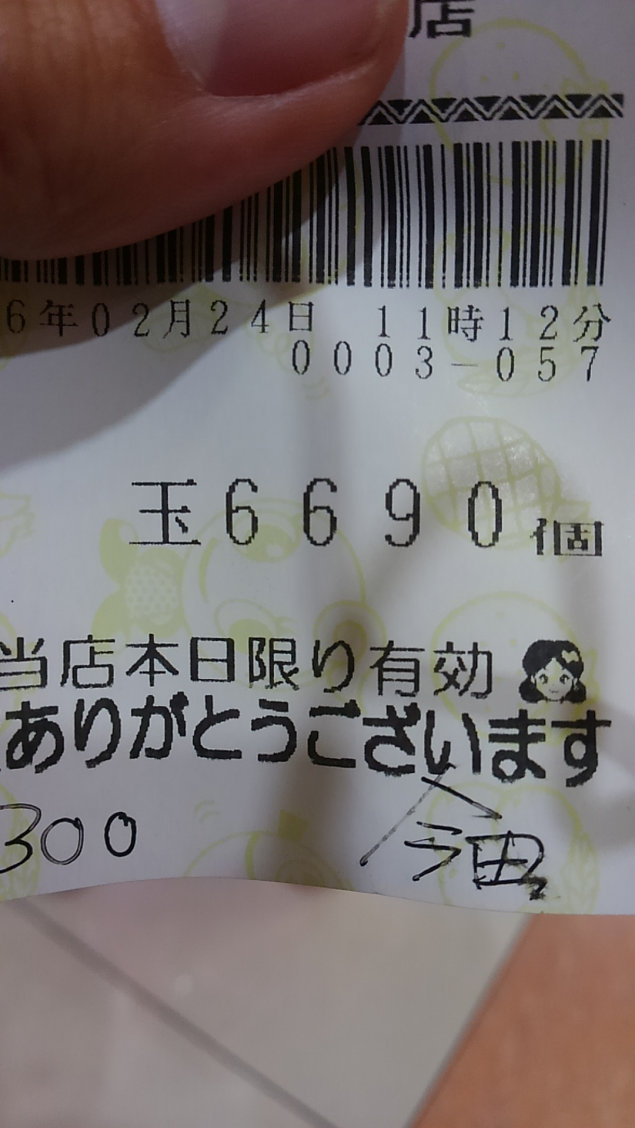 店
6年02月24日 11時12分
0003-057
玉6690個
当店本日限り有効
ありがとうございます
300 今田